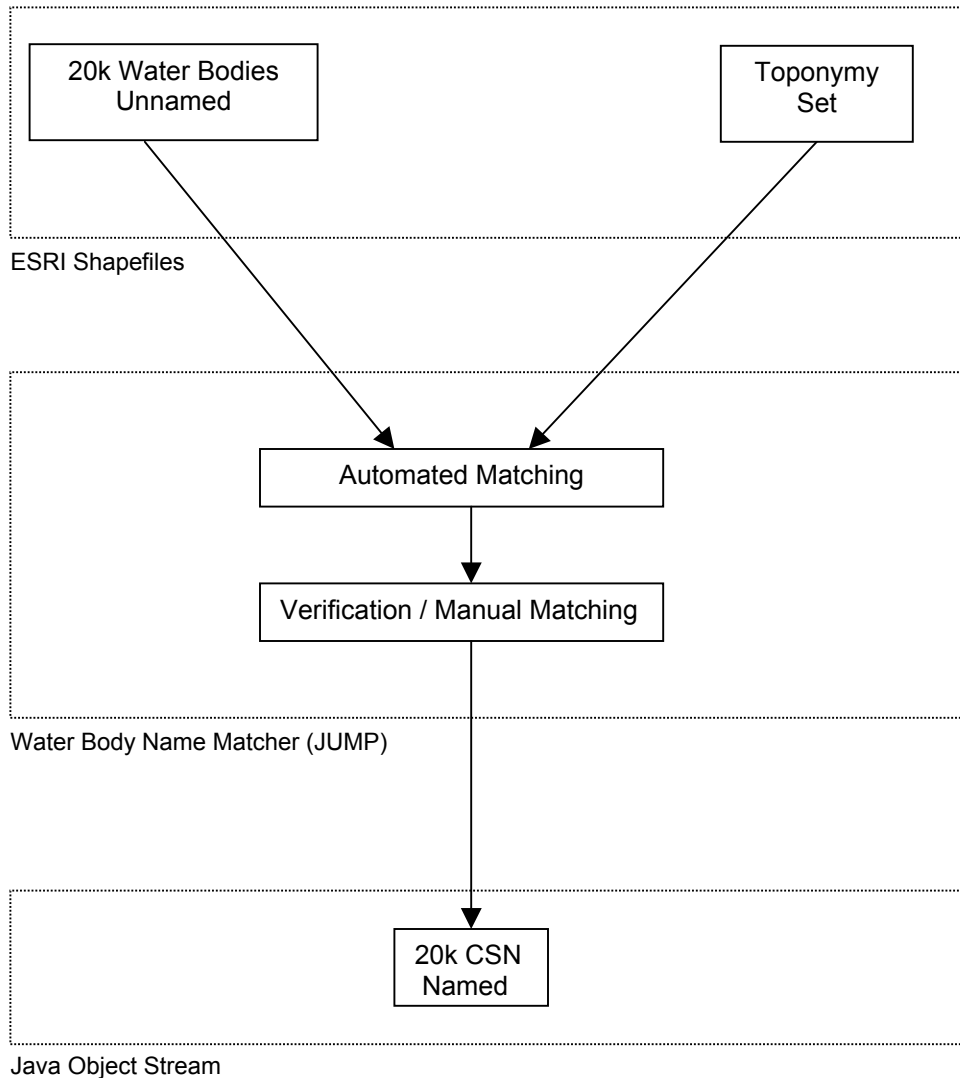 20k Water Bodies
Unnamed
Toponymy
Set
ESRI Shapefiles
Automated Matching
Verification / Manual Matching
Water Body Name Matcher (JUMP)
20k CSN
Named
Java Object Stream